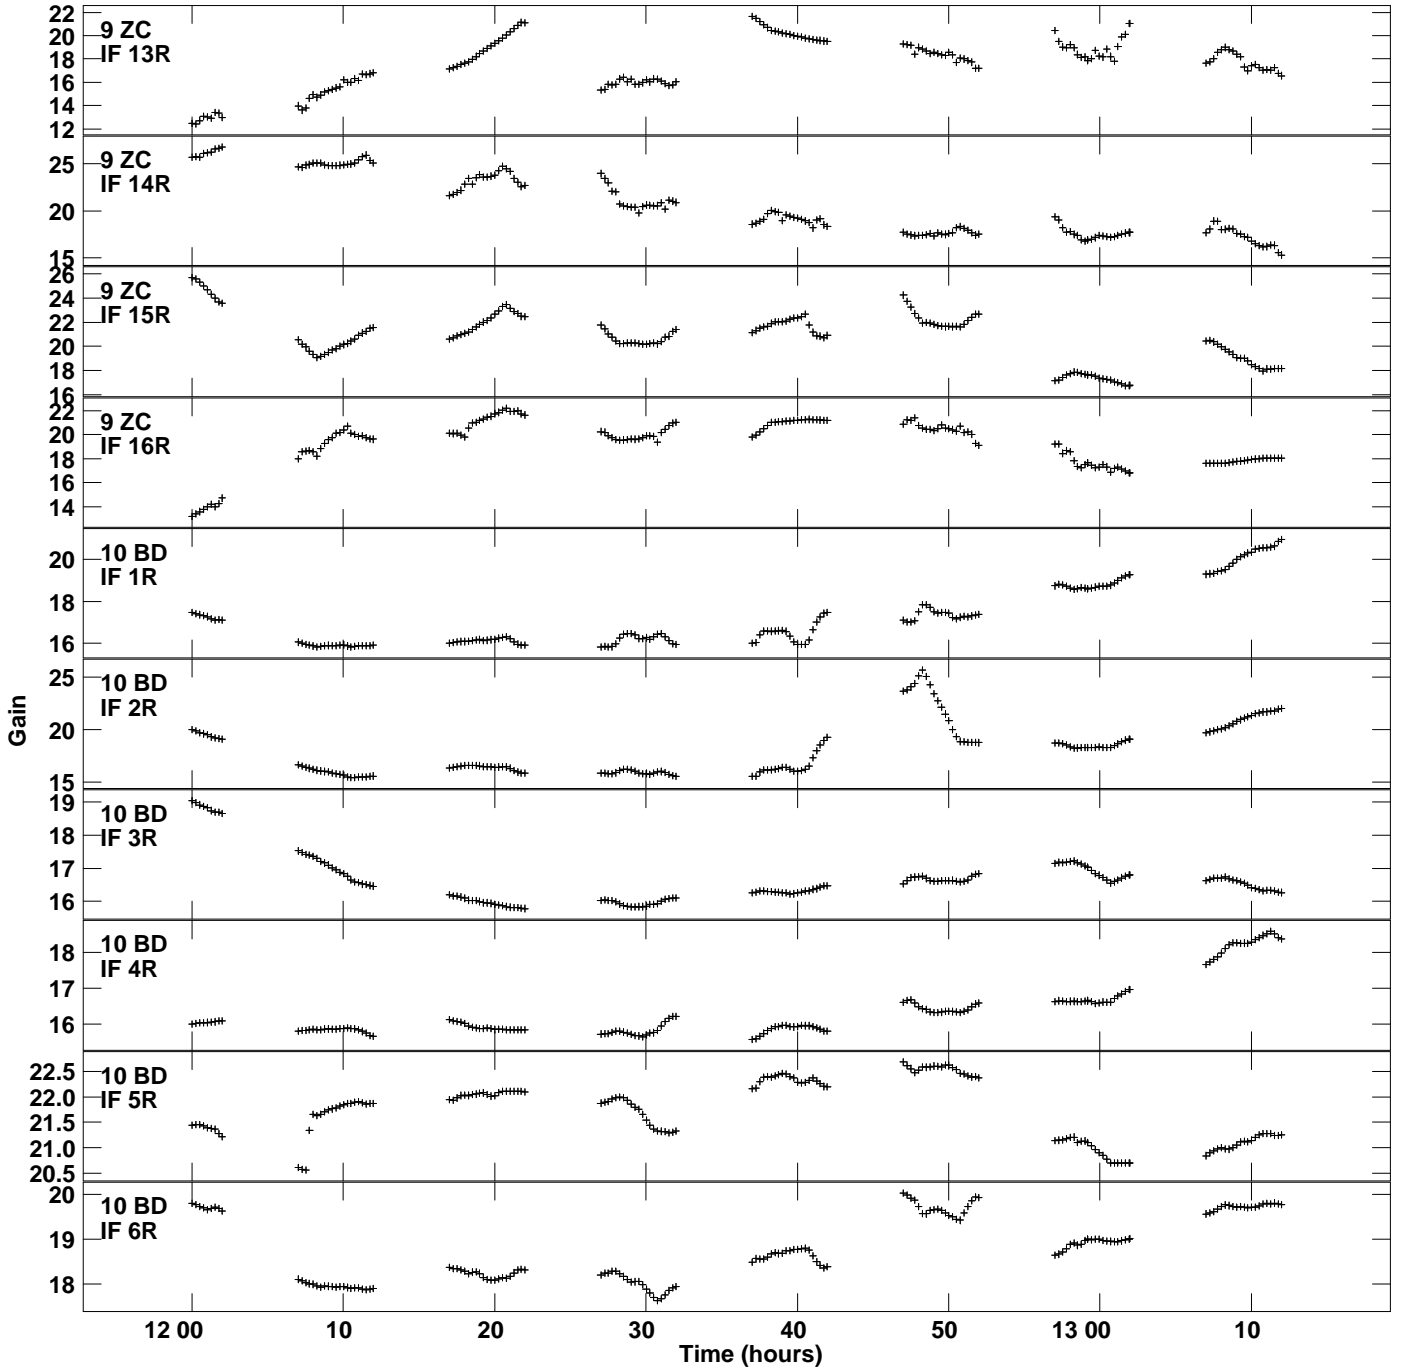 22
20
18
16
14
12
9 ZC
IF 13R
25
20
15
9 ZC
IF 14R
26
24
22
20
18
16
9 ZC
IF 15R
22
20
18
16
14
9 ZC
IF 16R
20
18
16
10 BD
IF 1R
25
20
15
10 BD
IF 2R
19
18
17
16
10 BD
IF 3R
18
17
16
10 BD
IF 4R
22.5
22.0
21.5
21.0
20.5
10 BD
IF 5R
20
19
18
10 BD
IF 6R
Gain
12 00 10 20 30 40 50 13 00 10
Time (hours)